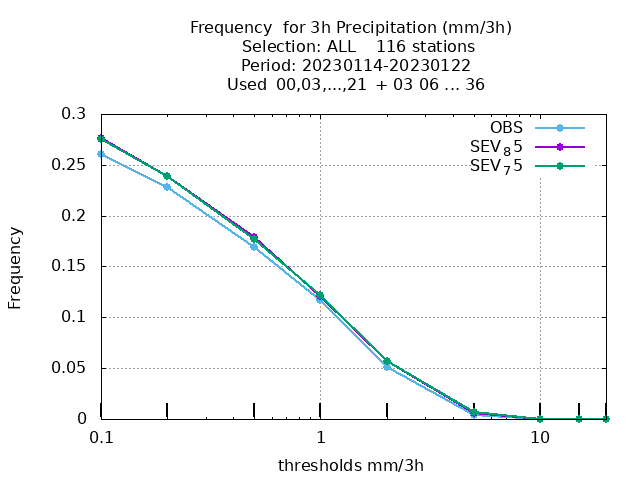 Frequency  for 3h Precipitation (mm/3h)
Selection: ALL    116 stations
Period: 20230114-20230122
Used  00,03,...,21  + 03 06 ... 36
0.3
0.25
0.2
0.15
0.1
0.05
0
Frequency
OBS
SEV₈5
SEV₇5
0.1 1 10
thresholds mm/3h